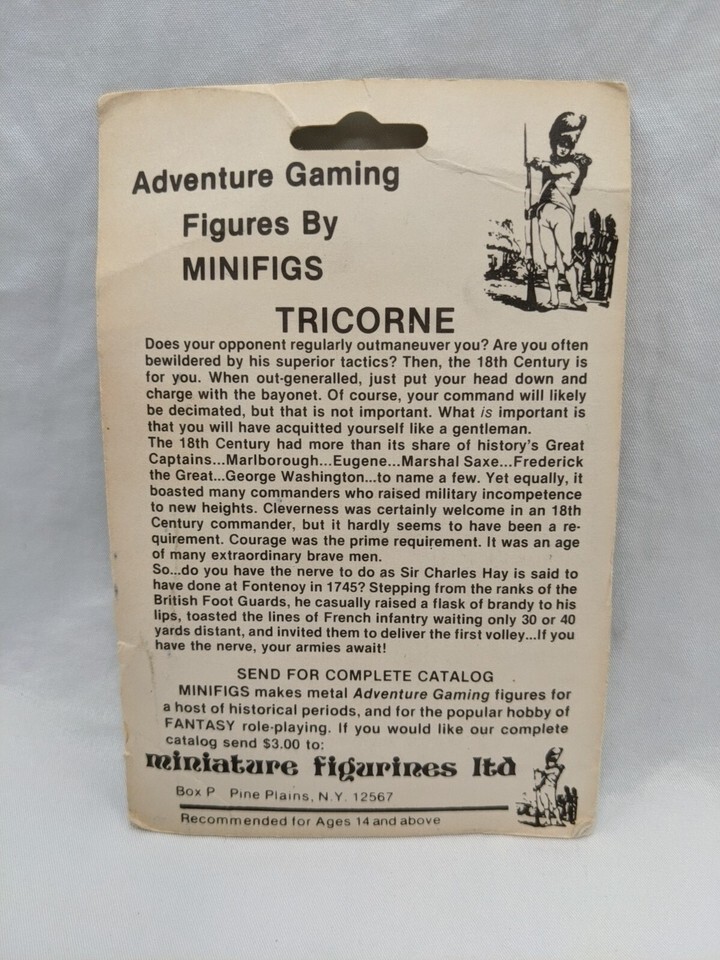 Adventure Gaming
Figures By
MINIFIGS
TRICORNE
Does your opponent regularly outmaneuver you? Are you often
bewildered by his superior tactics? Then, the 18th Century is
for you. When out-generalled, just put your head down and
charge with the bayonet. Of course, your command will likely
be decimated, but that is not important. What is important is
that you will have acquitted yourself like a gentleman.
The 18th Century had more than its share of history's Great
Captains...Marlborough...Eugene...Marshal Saxe...Frederick
the Great...George Washington...to name a few. Yet equally, it
boasted many commanders who raised military incompetence
to new heights. Cleverness was certainly welcome in an 18th
Century commander, but it hardly seems to have been a re-
quirement. Courage was the prime requirement. It was an age
of many extraordinary brave men.
So...do you have the nerve to do as Sir Charles Hay is said to
have done at Fontenoy in 1745? Stepping from the ranks of the
British Foot Guards, he casually raised a flask of brandy to his
lips, toasted the lines of French infantry waiting only 30 or 40
yards distant, and invited them to deliver the first volley...If you
have the nerve, your armies await!
SEND FOR COMPLETE CATALOG
MINIFIGS makes metal Adventure Gaming figures for
a host of historical periods, and for the popular hobby of
FANTASY role-playing. If you would like our complete
catalog send $3.00 to:
miniature figurines ltd
Box P Pine Plains, N.Y. 12567
Recommended for Ages 14 and above